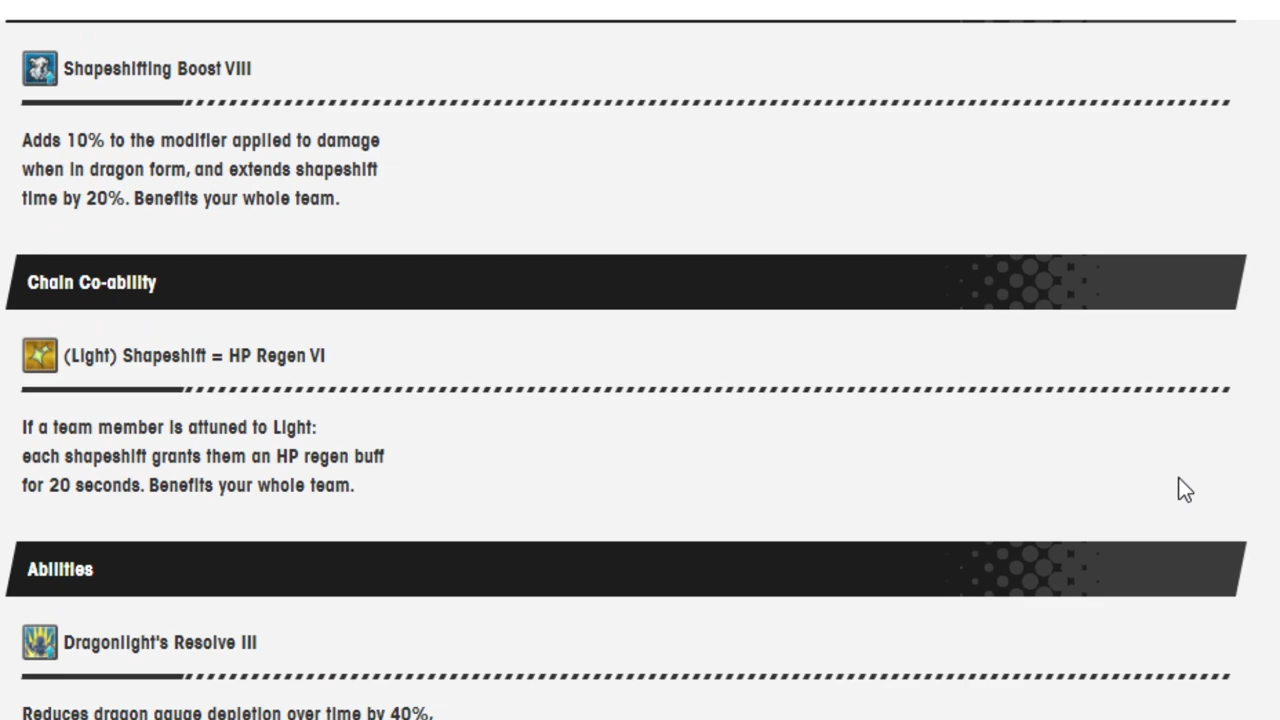 Shapeshifting Boost VIII
Adds 10% to the modifier applied to damage
when in dragon form, and extends shapeshift
time by 20%. Benefits your whole team.
Chain Co-ability
(Light) Shapeshift = HP Regen VI
If a team member is attuned to Light:
each shapeshift grants them an HP regen buff
for 20 seconds. Benefits your whole team.
Abilities
Dragonlight's Resolve III
Reduces dragon gauge depletion over time by 40%,